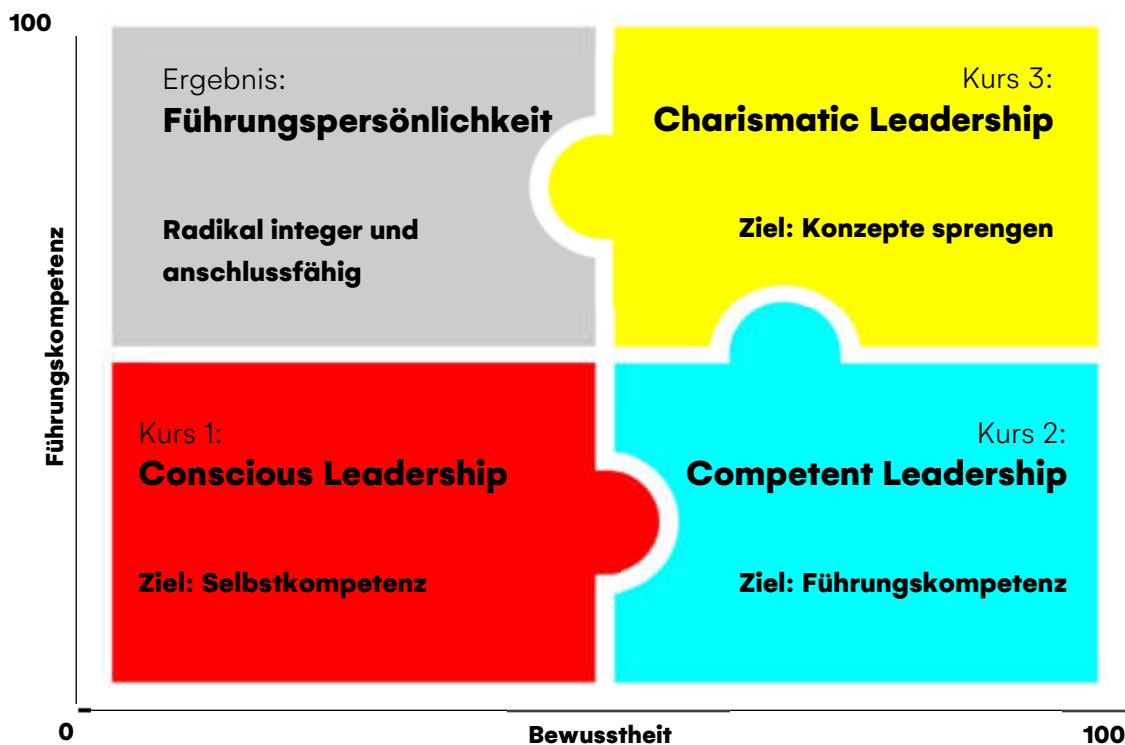 100
Ergebnis:
Führungspersönlichkeit
Radikal integer und
anschlussfähig
Kurs 3:
Charismatic Leadership
Ziel: Konzepte sprengen
Führungskompetenz
Kurs 1:
Conscious Leadership
Ziel: Selbstkompetenz
Kurs 2:
Competent Leadership
Ziel: Führungskompetenz
0
Bewusstheit
100